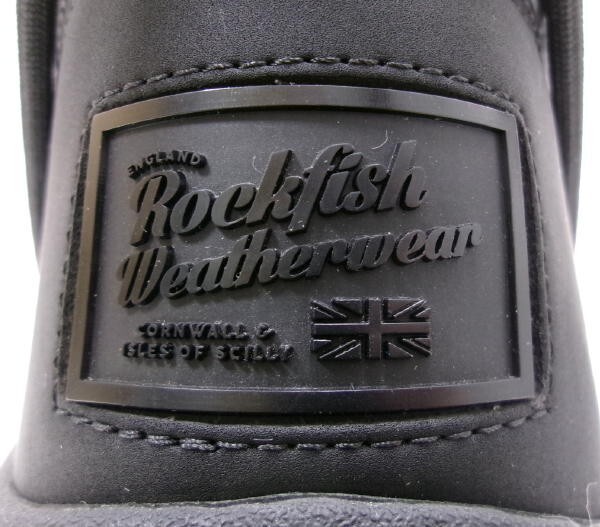 ENGLAND
Rockfish
Weatherwear
CORNWALL &
ISLES OF SCILLY